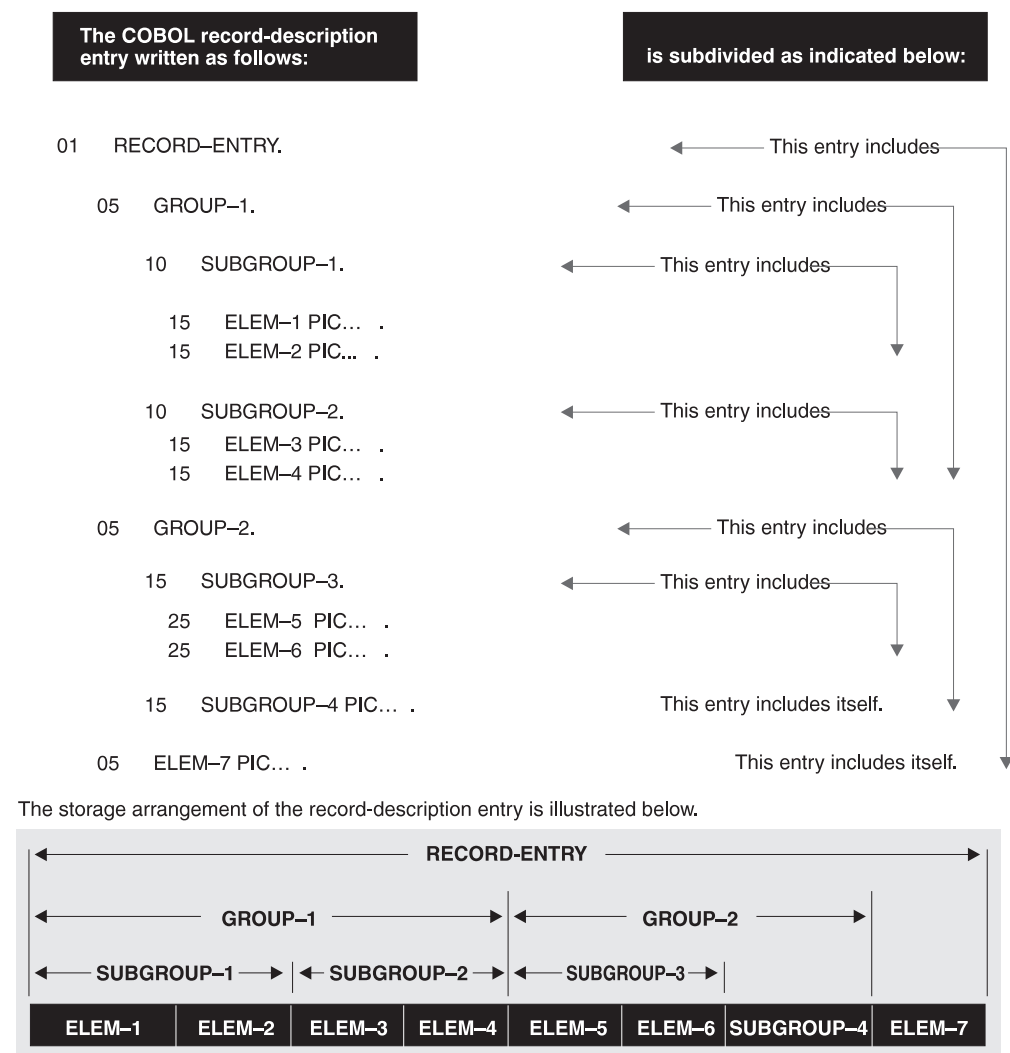 The COBOL record-description
entry written as follows:
is subdivided as indicated below:
01 RECORD–ENTRY. This entry includes
05 GROUP–1. This entry includes
10 SUBGROUP–1. This entry includes
15 ELEM–1 PIC... .
15 ELEM–2 PIC... .
10 SUBGROUP–2. This entry includes
15 ELEM–3 PIC... .
15 ELEM–4 PIC... .
05 GROUP–2. This entry includes
15 SUBGROUP–3. This entry includes
25 ELEM–5 PIC... .
25 ELEM–6 PIC... .
15 SUBGROUP–4 PIC... . This entry includes itself.
05 ELEM–7 PIC... . This entry includes itself.
The storage arrangement of the record-description entry is illustrated below.
RECORD-ENTRY
GROUP–1 GROUP–2
SUBGROUP–1 SUBGROUP–2 SUBGROUP–3
ELEM–1 ELEM–2 ELEM–3 ELEM–4 ELEM–5 ELEM–6 SUBGROUP–4 ELEM–7